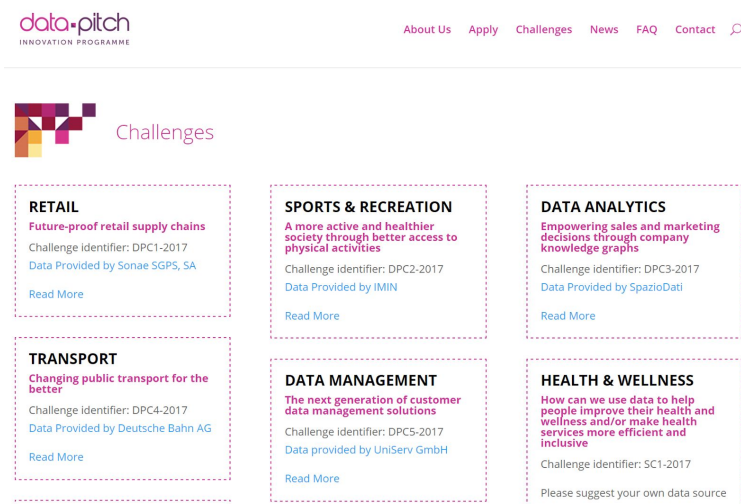 data·pitch
INNOVATION PROGRAMME
About Us Apply Challenges News FAQ Contact
Challenges
RETAIL
Future-proof retail supply chains
Challenge identifier: DPC1-2017
Data Provided by Sonae SGPS, SA
Read More
SPORTS & RECREATION
A more active and healthier
society through better access to
physical activities
Challenge identifier: DPC2-2017
Data Provided by IMIN
Read More
DATA ANALYTICS
Empowering sales and marketing
decisions through company
knowledge graphs
Challenge identifier: DPC3-2017
Data Provided by SpazioDati
Read More
TRANSPORT
Changing public transport for the
better
Challenge identifier: DPC4-2017
Data Provided by Deutsche Bahn AG
Read More
DATA MANAGEMENT
The next generation of customer
data management solutions
Challenge identifier: DPC5-2017
Data provided by UniServ GmbH
Read More
HEALTH & WELLNESS
How can we use data to help
people improve their health and
wellness and/or make health
services more efficient and
inclusive
Challenge identifier: SC1-2017
Please suggest your own data source